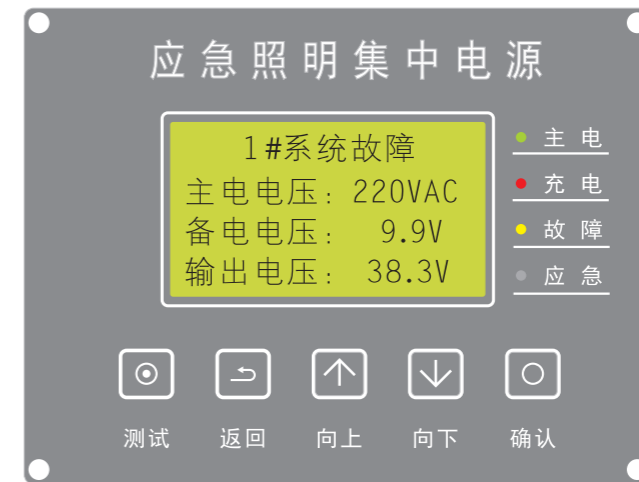 应急照明集中电源
1#系统故障
主电电压: 220VAC
备电电压: 9.9V
输出电压: 38.3V
主电
充电
故障
应急
测试 返回 向上 向下 确认